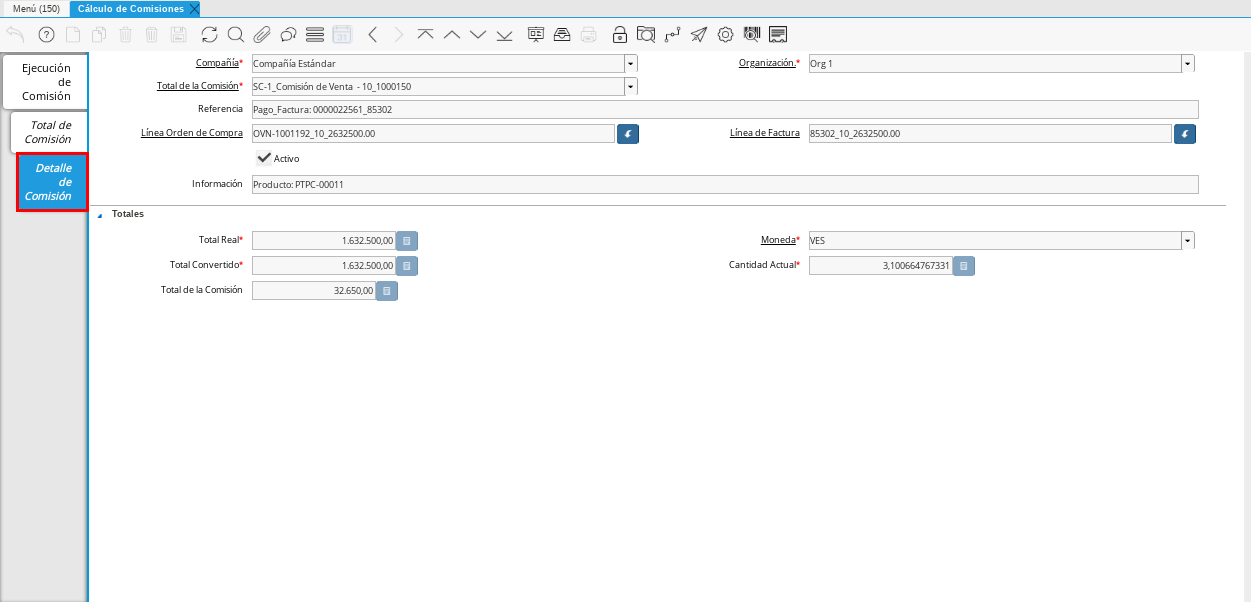 Menú (150)
Cálculo de Comisiones
31
Ejecución
de
Comisión
Total de
Comisión
Detalle
de
Comisión
Compañía*
Compañía Estándar
Organización.*
Org 1
Total de la Comisión*
SC-1_Comisión de Venta - 10_1000150
Referencia
Pago_Factura: 0000022561_85302
Línea Orden de Compra
OVN-1001192_10_2632500.00
Línea de Factura
85302_10_2632500.00
Activo
Información
Producto: PTPC-00011
Totales
Total Real*
1.632.500,00
Moneda*
VES
Total Convertido*
1.632.500,00
Cantidad Actual*
3,100664767331
Total de la Comisión
32.650,00